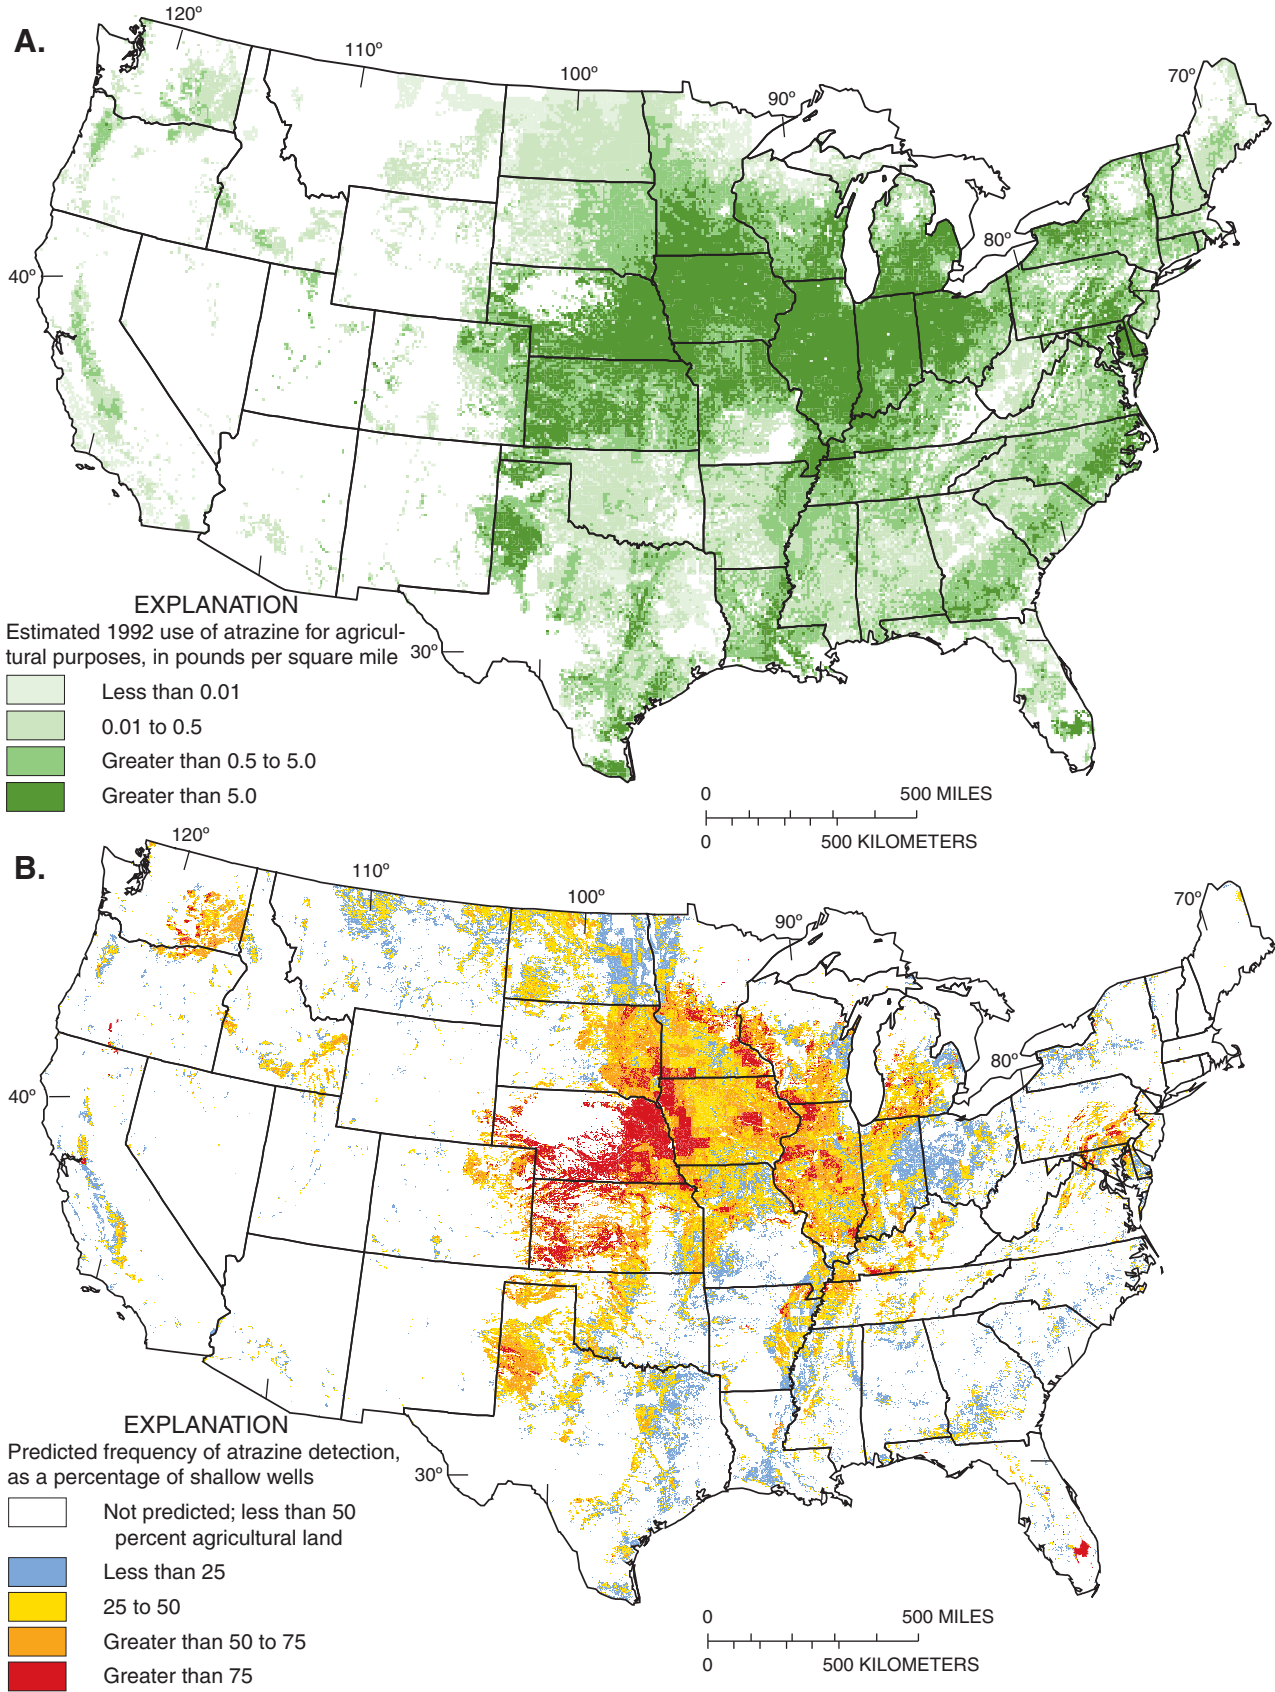 A.
120°
110°
100°
90°
70°
80°
40°
30°
EXPLANATION
Estimated 1992 use of atrazine for agricul-
tural purposes, in pounds per square mile
Less than 0.01
0.01 to 0.5
Greater than 0.5 to 5.0
Greater than 5.0
0 500 MILES
0 500 KILOMETERS
B.
120°
110°
100°
90°
70°
80°
40°
30°
EXPLANATION
Predicted frequency of atrazine detection,
as a percentage of shallow wells
Not predicted; less than 50
percent agricultural land
Less than 25
25 to 50
Greater than 50 to 75
Greater than 75
0 500 MILES
0 500 KILOMETERS